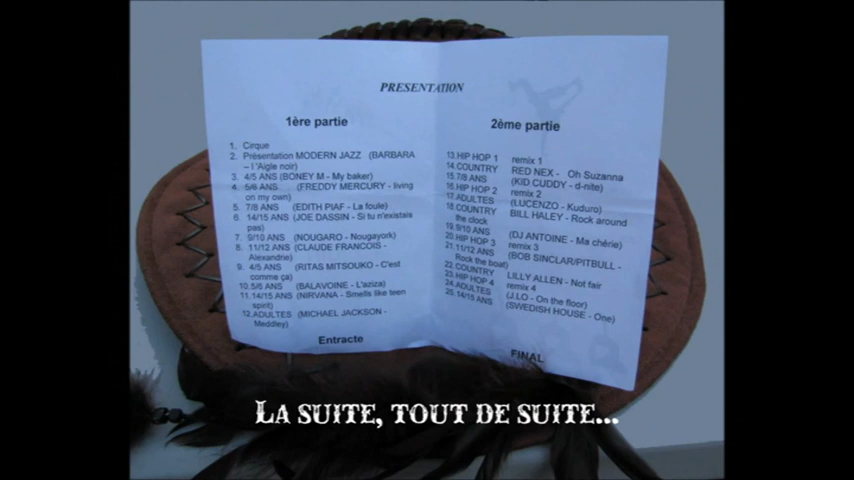 PRESENTATION
1ère partie
1. Cirque
2. Présentation MODERN JAZZ (BARBARA
– l 'Aigle noir)
3. 4/5 ANS (BONEY M - My baker)
4. 5/6 ANS (FREDDY MERCURY - living
on my own)
5. 7/8 ANS (EDITH PIAF - La foule)
6. 14/15 ANS (JOE DASSIN - Si tu n'existais
pas)
7. 9/10 ANS (NOUGARO - Nougayork)
8. 11/12 ANS (CLAUDE FRANCOIS -
Alexandrie)
9. 4/5 ANS (RITAS MITSOUKO - C'est
comme ça)
10.5/6 ANS (BALAVOINE - L'aziza)
11.14/15 ANS (NIRVANA - Smells like teen
spirit)
12.ADULTES (MICHAEL JACKSON -
Meddley)
Entracte
2ème partie
13.HIP HOP 1 remix 1
14.COUNTRY RED NEX - Oh Suzanna
15. 7/8 ANS (KID CUDDY - d-nite)
16.HIP HOP 2 remix 2
17.ADULTES (LUCENZO - Kuduro)
18. COUNTRY BILL HALEY - Rock around
the clock
19.9/10 ANS (DJ ANTOINE - Ma chérie)
20.HIP HOP 3 remix 3
21.11/12 ANS (BOB SINCLAR/PITBULL -
Rock the boat)
22.COUNTRY LILLY ALLEN - Not fair
23.HIP HOP 4 remix 4
24.ADULTES (J.LO - On the floor)
25. 14/15 ANS (SWEDISH HOUSE - One)
FINAL
LA SUITE, TOUT DE SUITE...